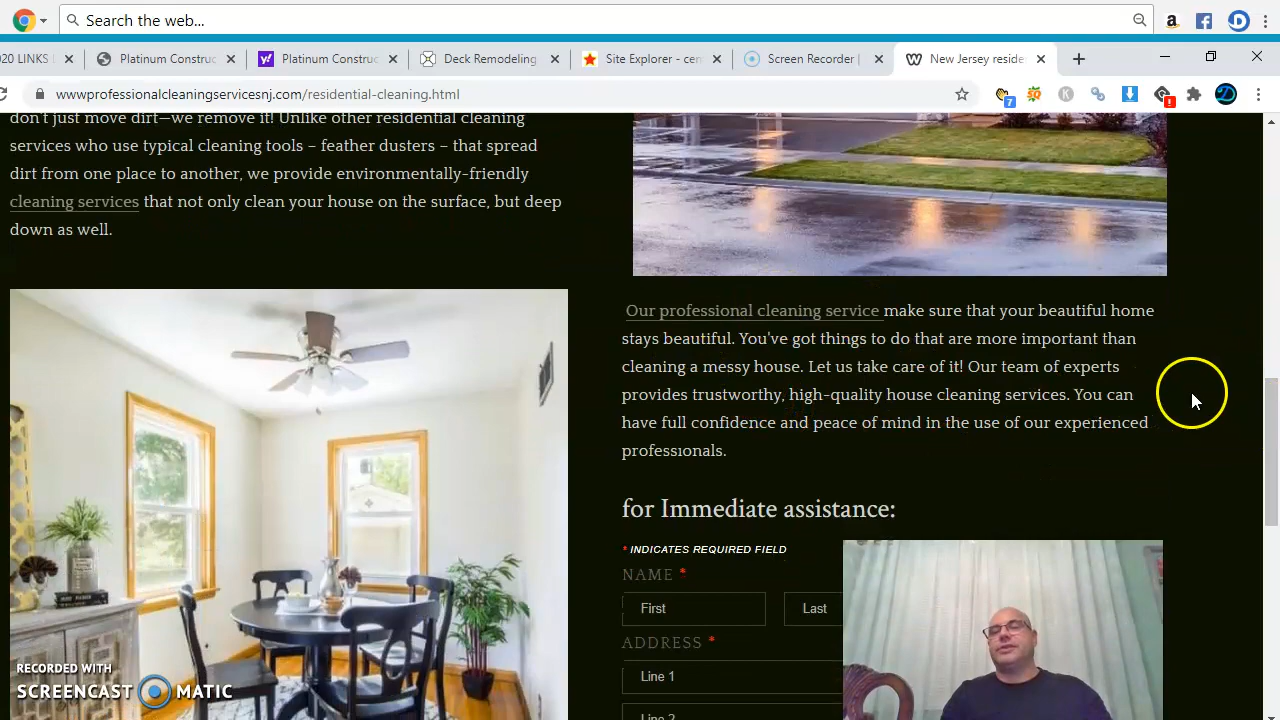 Search the web...
020 LINKS
Platinum Construc
Platinum Construc
Deck Remodeling
Site Explorer - cen
Screen Recorder |
New Jersey reside
wwwprofessionalcleaningservicesnj.com/residential-cleaning.html
7
don't just move dirt—we remove it! Unlike other residential cleaning
services who use typical cleaning tools – feather dusters – that spread
dirt from one place to another, we provide environmentally-friendly
cleaning services that not only clean your house on the surface, but deep
down as well.
Our professional cleaning service make sure that your beautiful home
stays beautiful. You've got things to do that are more important than
cleaning a messy house. Let us take care of it! Our team of experts
provides trustworthy, high-quality house cleaning services. You can
have full confidence and peace of mind in the use of our experienced
professionals.
for Immediate assistance:
* INDICATES REQUIRED FIELD
NAME *
First
Last
ADDRESS *
Line 1
Line 2
RECORDED WITH
SCREENCAST MATIC